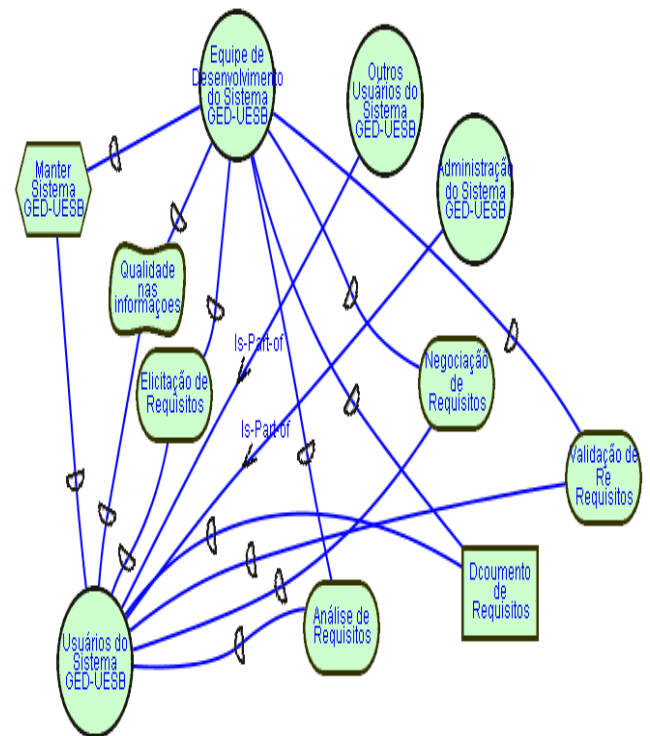 Equipe de
Desenvolvimento
do Sistema
GED-UESB
Outros
Usuários do
Sistema
GED-UESB
Administração
do Sistema
GED-UESB
Manter
Sistema
GED-UESB
Qualidade
nas
informaçoes
Is-Part-of
Elicitação de
Requisitos
Negociação
de
Requisitos
Is-Part-of
Validação de
Re
Requisitos
Dcoumento
de
Requisitos
Análise de
Requisitos
Usuários do
Sistema
GED-UESB